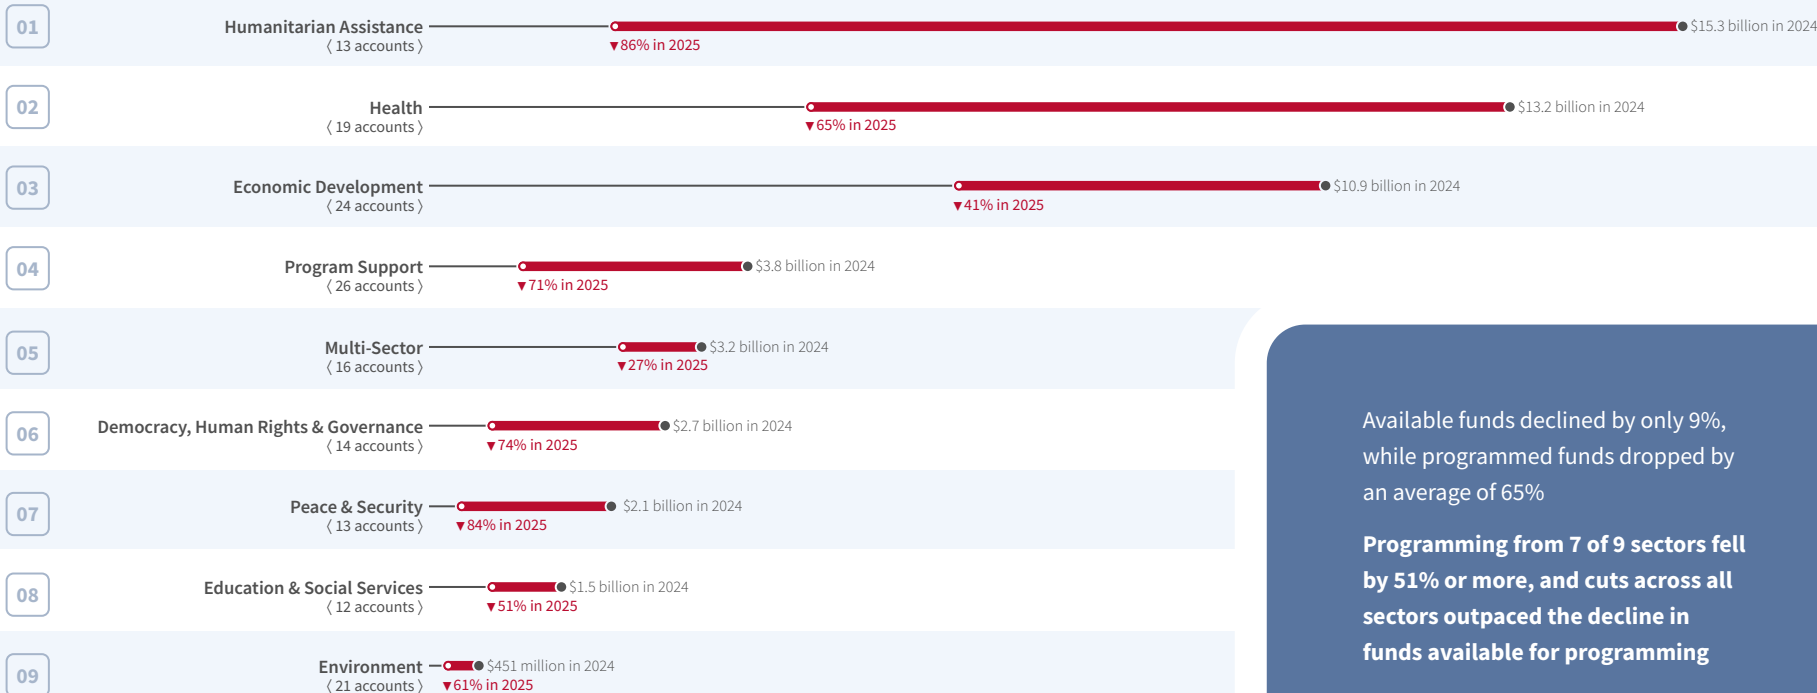 01
Humanitarian Assistance
⟨ 13 accounts ⟩
▼86% in 2025
$15.3 billion in 2024
02
Health
⟨ 19 accounts ⟩
▼65% in 2025
$13.2 billion in 2024
03
Economic Development
⟨ 24 accounts ⟩
▼41% in 2025
$10.9 billion in 2024
04
Program Support
⟨ 26 accounts ⟩
▼71% in 2025
$3.8 billion in 2024
05
Multi-Sector
⟨ 16 accounts ⟩
▼27% in 2025
$3.2 billion in 2024
06
Democracy, Human Rights & Governance
⟨ 14 accounts ⟩
▼74% in 2025
$2.7 billion in 2024
07
Peace & Security
⟨ 13 accounts ⟩
▼84% in 2025
$2.1 billion in 2024
08
Education & Social Services
⟨ 12 accounts ⟩
▼51% in 2025
$1.5 billion in 2024
09
Environment
⟨ 21 accounts ⟩
▼61% in 2025
$451 million in 2024
Available funds declined by only 9%,
while programmed funds dropped by
an average of 65%
Programming from 7 of 9 sectors fell
by 51% or more, and cuts across all
sectors outpaced the decline in
funds available for programming